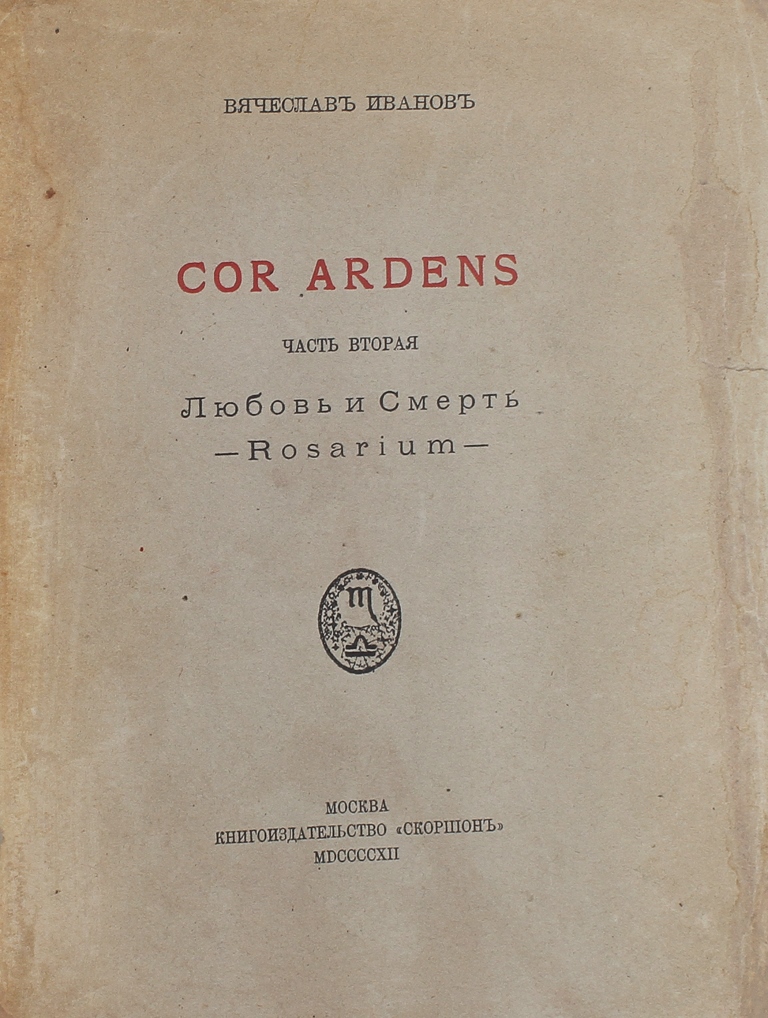 ВЯЧЕСЛАВЪ ИВАНОВЪ
COR ARDENS
ЧАСТЬ ВТОРАЯ
Любовь и Смерть
—Rosarium—
МОСКВА
КНИГОИЗДАТЕЛЬСТВО «СКОРПІОНЪ»
MDCCCCXII